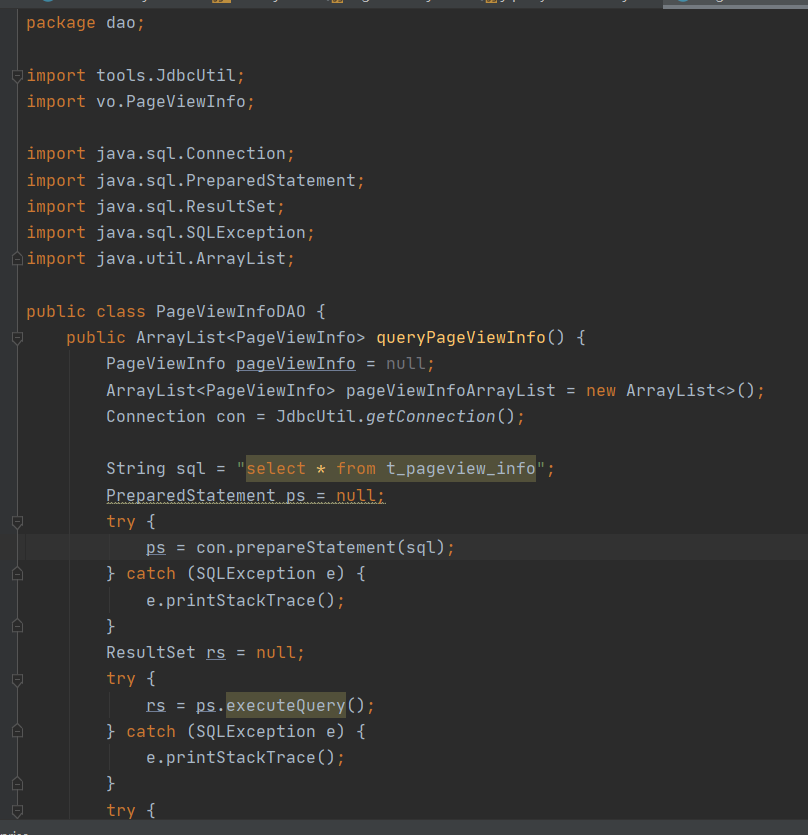 package dao;
import tools.JdbcUtil;
import vo.PageViewInfo;
import java.sql.Connection;
import java.sql.PreparedStatement;
import java.sql.ResultSet;
import java.sql.SQLException;
import java.util.ArrayList;
public class PageViewInfoDAO {
public ArrayList<PageViewInfo> queryPageViewInfo() {
PageViewInfo pageViewInfo = null;
ArrayList<PageViewInfo> pageViewInfoArrayList = new ArrayList<>();
Connection con = JdbcUtil.getConnection();
String sql = "select * from t_pageview_info";
PreparedStatement ps = null;
try {
ps = con.prepareStatement(sql);
} catch (SQLException e) {
e.printStackTrace();
}
ResultSet rs = null;
try {
rs = ps.executeQuery();
} catch (SQLException e) {
e.printStackTrace();
}
try {